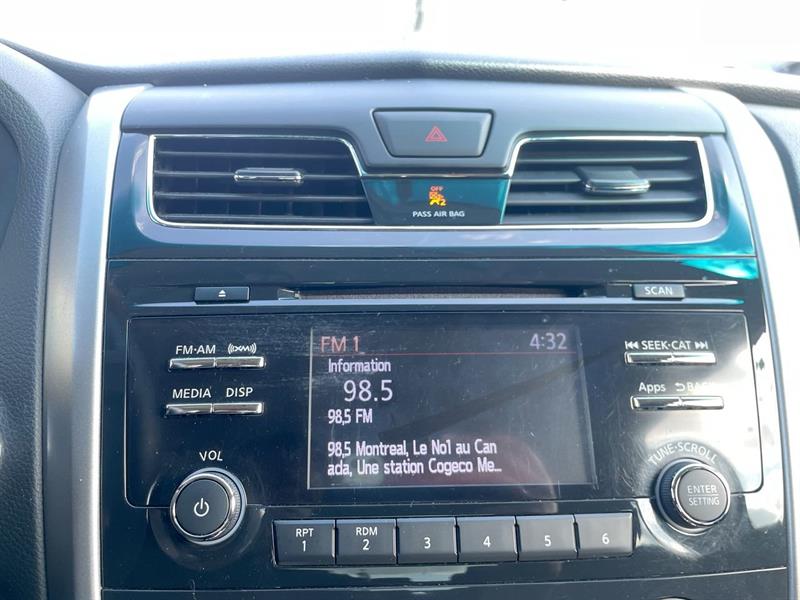 OFF
2
PASS AIR BAG
SCAN
FM·AM XM
MEDIA DISP
VOL
FM 1 4:32
Information
98.5
98,5 FM
98,5 Montreal, Le No1 au Can
ada, Une station Cogeco Me...
SEEK·CAT
Apps BACK
TUNE·SCROLL
ENTER
SETTING
RPT RDM
1 2 3 4 5 6